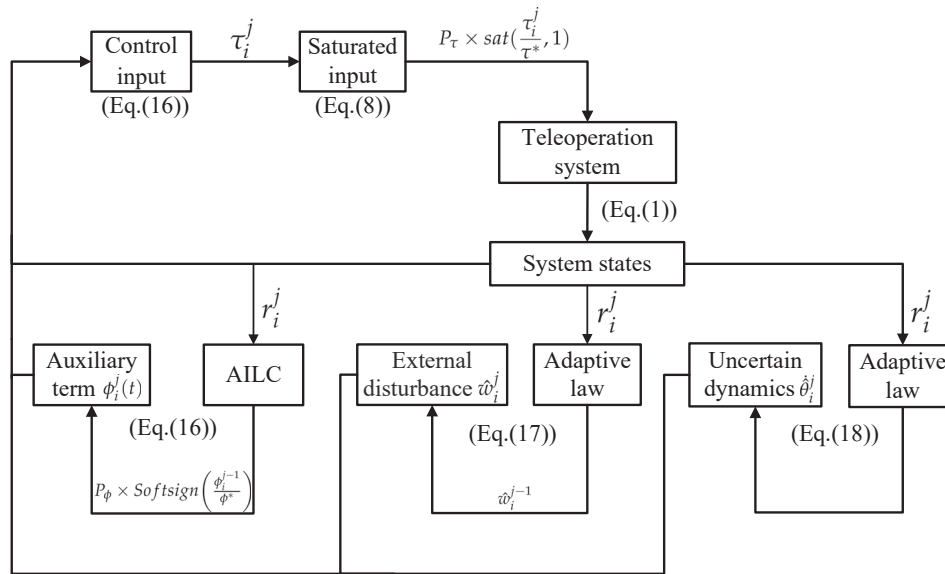 Control
input
τ_i^j
Saturated
input
P_τ × sat(τ_i^j/τ*, 1)
(Eq.(16))
(Eq.(8))
Teleoperation
system
(Eq.(1))
System states
r_i^j
r_i^j
r_i^j
Auxiliary
term ϕ_i^j(t)
AILC
External
disturbance ŵ_i^j
Adaptive
law
Uncertain
dynamics θ̂̇_i^j
Adaptive
law
(Eq.(16))
(Eq.(17))
(Eq.(18))
P_ϕ × Softsign(ϕ_i^{j-1}/ϕ*)
ŵ_i^{j-1}